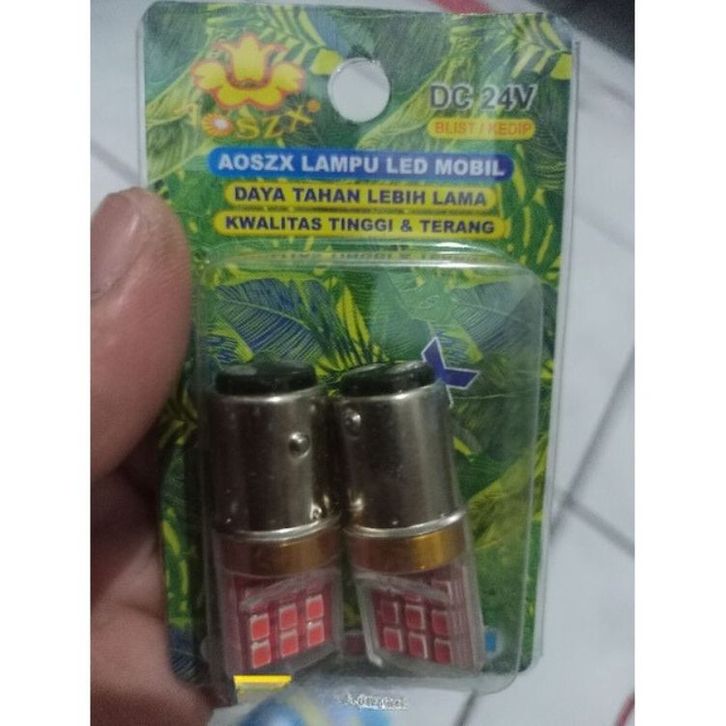 AOSZX®
DC 24V
BLIST / KEDIP
AOSZX LAMPU LED MOBIL
DAYA TAHAN LEBIH LAMA
KWALITAS TINGGI & TERANG
X